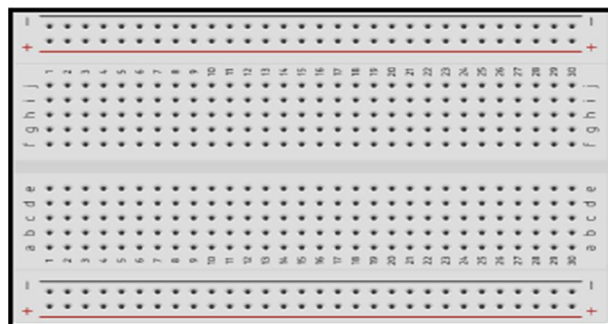 − −
+ +
1 2 3 4 5 6 7 8 9 10 11 12 13 14 15 16 17 18 19 20 21 22 23 24 25 26 27 28 29 30
j j
i i
h h
g g
f f
e e
d d
c c
b b
a a
1 2 3 4 5 6 7 8 9 10 11 12 13 14 15 16 17 18 19 20 21 22 23 24 25 26 27 28 29 30
− −
+ +